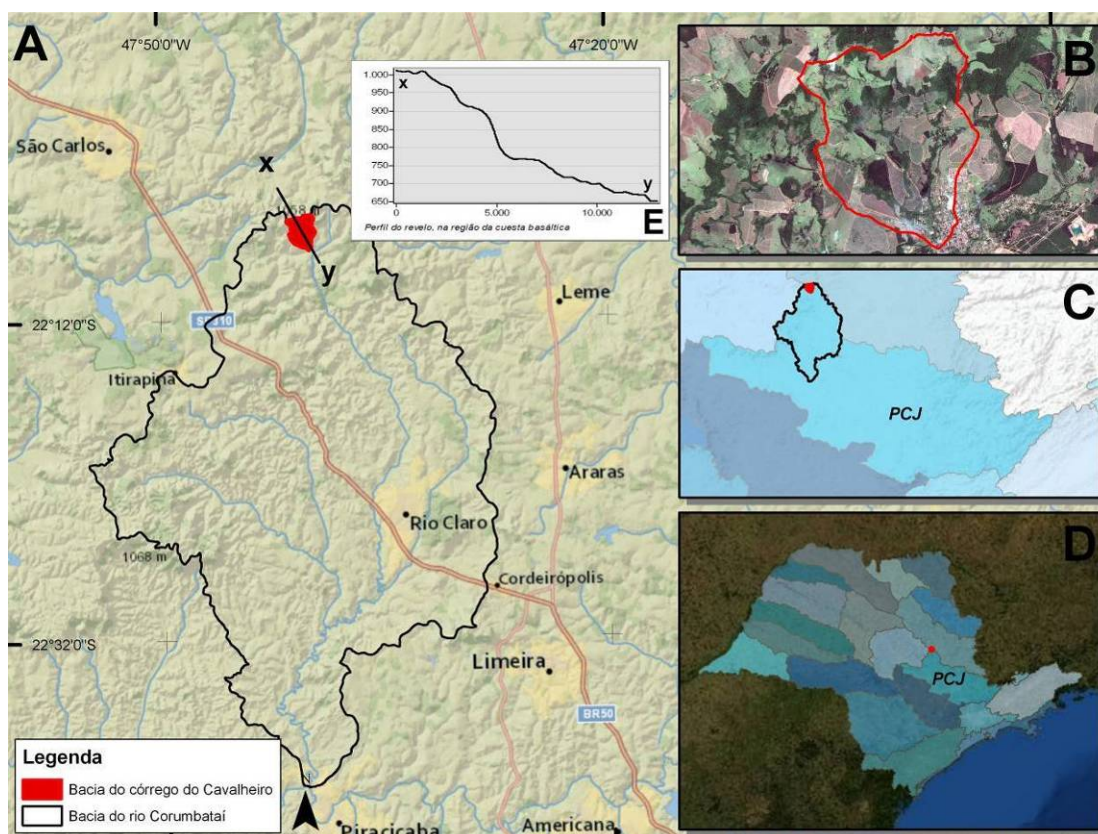 A
47°50'0"W
47°20'0"W
B
São Carlos
x
y
1.000
950
900
850
800
750
700
650
x
y
0
5.000
10.000
E
Perfil do revelo, na região da cuesta basáltica
Leme
22°12'0"S
Itirapina
C
PCJ
Araras
Rio Claro
1068 m
Cordeirópolis
D
PCJ
22°32'0"S
Limeira
BR50
Legenda
Bacia do córrego do Cavalheiro
Bacia do rio Corumbataí
N
Piracicaba
Americana